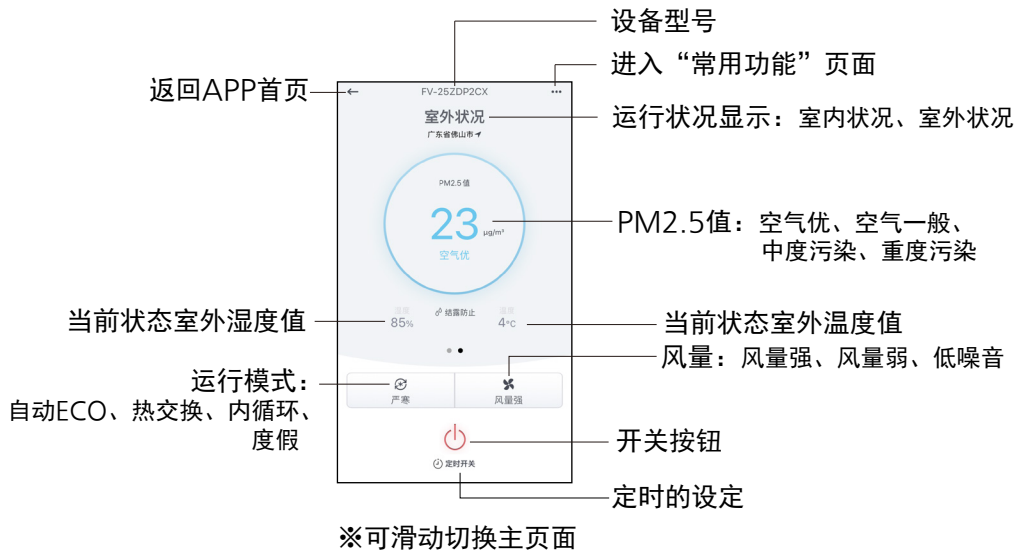 设备型号
进入“常用功能”页面
返回APP首页
← FV-25ZDP2CX •••
室外状况
运行状况显示：室内状况、室外状况
广东省佛山市
PM2.5值
23 μg/m³
空气优
PM2.5值：空气优、空气一般、
中度污染、重度污染
当前状态室外湿度值
湿度
85%
结露防止
温度
4°C
当前状态室外温度值
风量：风量强、风量弱、低噪音
运行模式：
自动ECO、热交换、内循环、
度假
严寒
风量强
开关按钮
定时开关
定时的设定
※可滑动切换主页面